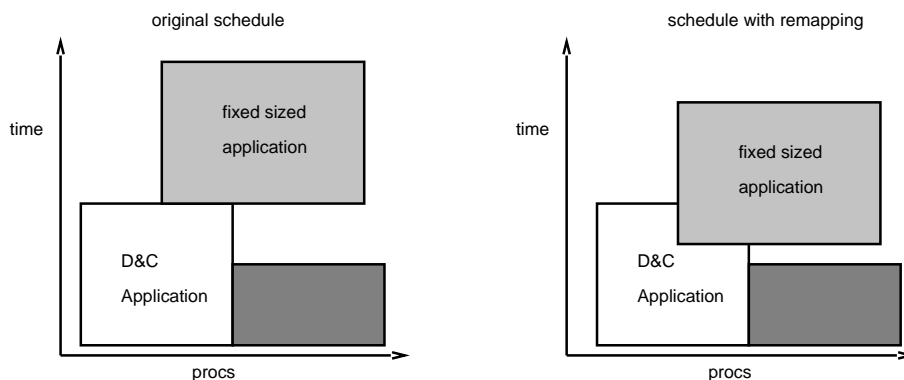 original schedule
time
fixed sized
application
D&C
Application
procs
schedule with remapping
time
fixed sized
application
D&C
Application
procs